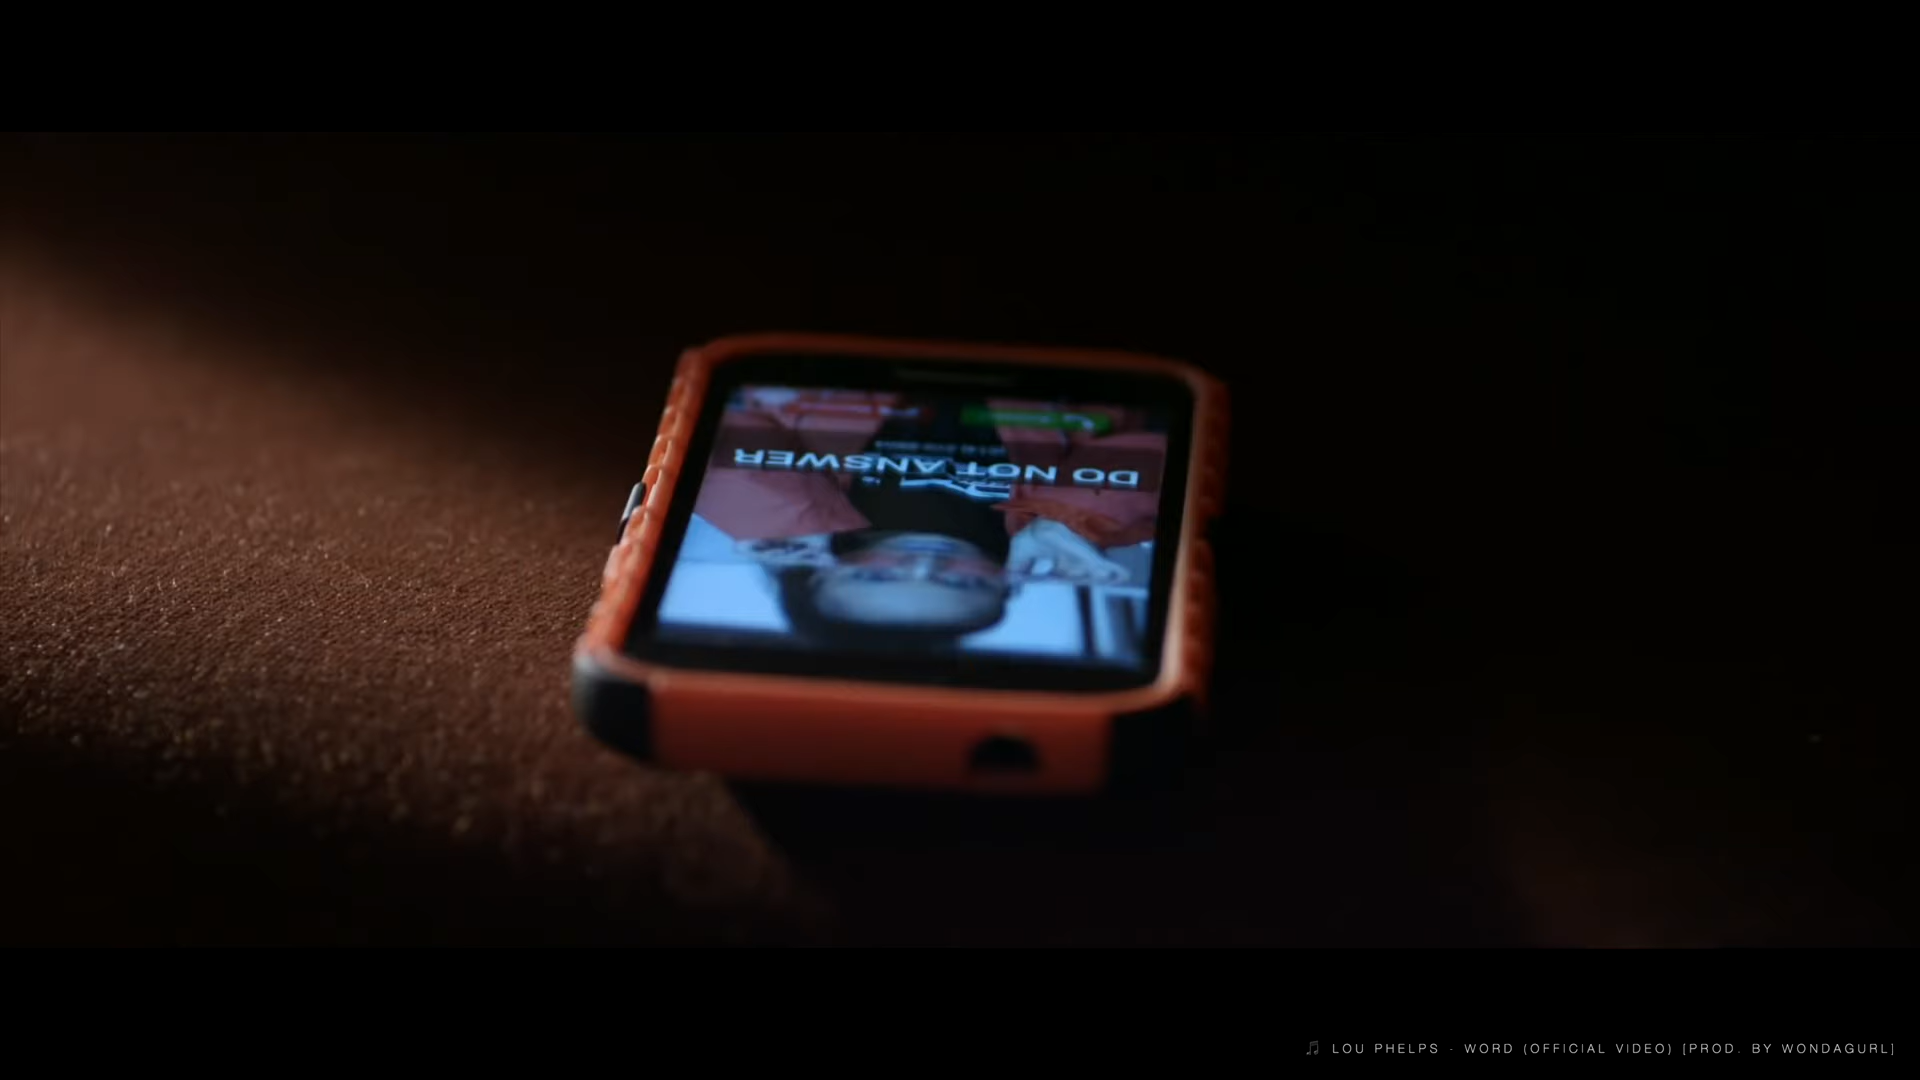 DO NOT ANSWER
♫ LOU PHELPS - WORD (OFFICIAL VIDEO) [PROD. BY WONDAGURL]